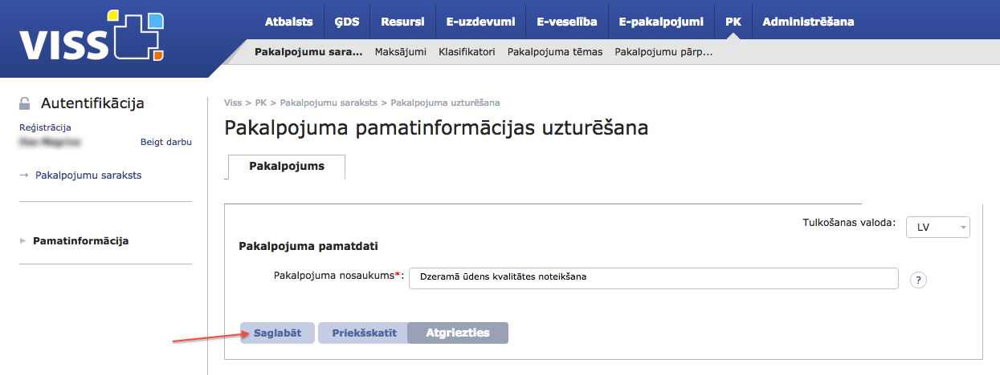 VISS
Atbalsts ĢDS Resursi E-uzdevumi E-veselība E-pakalpojumi PK Administrēšana
Pakalpojumu sara... Maksājumi Klasifikatori Pakalpojuma tēmas Pakalpojumu pārp...
Autentifikācija
Reģistrācija
Beigt darbu
→ Pakalpojumu saraksts
Pamatinformācija
Viss > PK > Pakalpojumu saraksts > Pakalpojuma uzturēšana
Pakalpojuma pamatinformācijas uzturēšana
Pakalpojums
Tulkošanas valoda: LV
Pakalpojuma pamatdati
Pakalpojuma nosaukums*: Dzeramā ūdens kvalitātes noteikšana ?
Saglabāt Priekšskatīt Atgriezties